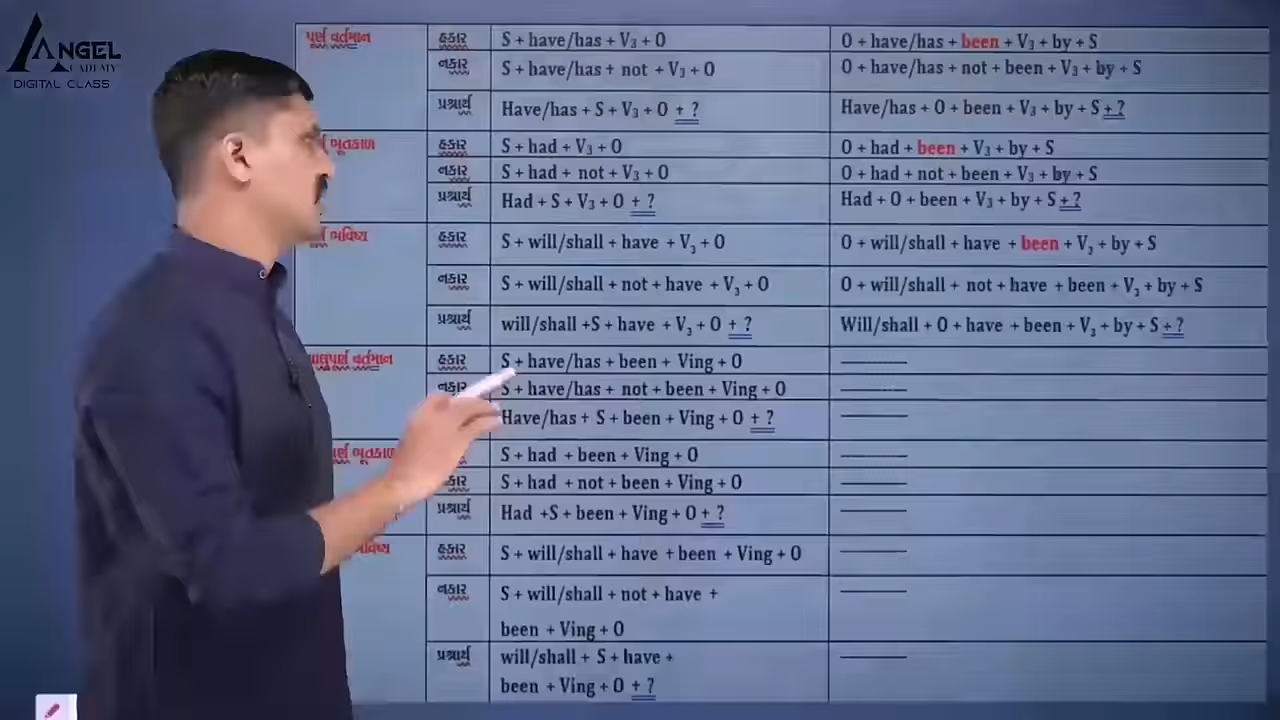 ANGEL
ACADEMY
DIGITAL CLASS
પૂર્ણ વર્તમાન
હકાર
S + have/has + V₃ + O
O + have/has + been + V₃ + by + S
નકાર
S + have/has + not + V₃ + O
O + have/has + not + been + V₃ + by + S
પ્રશ્નાર્થ
Have/has + S + V₃ + O + ?
Have/has + O + been + V₃ + by + S + ?
ભૂતકાળ
હકાર
S + had + V₃ + O
O + had + been + V₃ + by + S
નકાર
S + had + not + V₃ + O
O + had + not + been + V₃ + by + S
પ્રશ્નાર્થ
Had + S + V₃ + O + ?
Had + O + been + V₃ + by + S + ?
ભવિષ્ય
હકાર
S + will/shall + have + V₃ + O
O + will/shall + have + been + V₃ + by + S
નકાર
S + will/shall + not + have + V₃ + O
O + will/shall + not + have + been + V₃ + by + S
પ્રશ્નાર્થ
will/shall +S + have + V₃ + O + ?
Will/shall + O + have + been + V₃ + by + S + ?
વર્તમાન
હકાર
S + have/has + been + Ving + O
નકાર
S + have/has + not + been + Ving + O
Have/has + S + been + Ving + O + ?
ભૂતકાળ
S + had + been + Ving + O
S + had + not + been + Ving + O
પ્રશ્નાર્થ
Had +S + been + Ving + O + ?
હકાર
S + will/shall + have + been + Ving + O
નકાર
S + will/shall + not + have +
been + Ving + O
પ્રશ્નાર્થ
will/shall + S + have +
been + Ving + O + ?